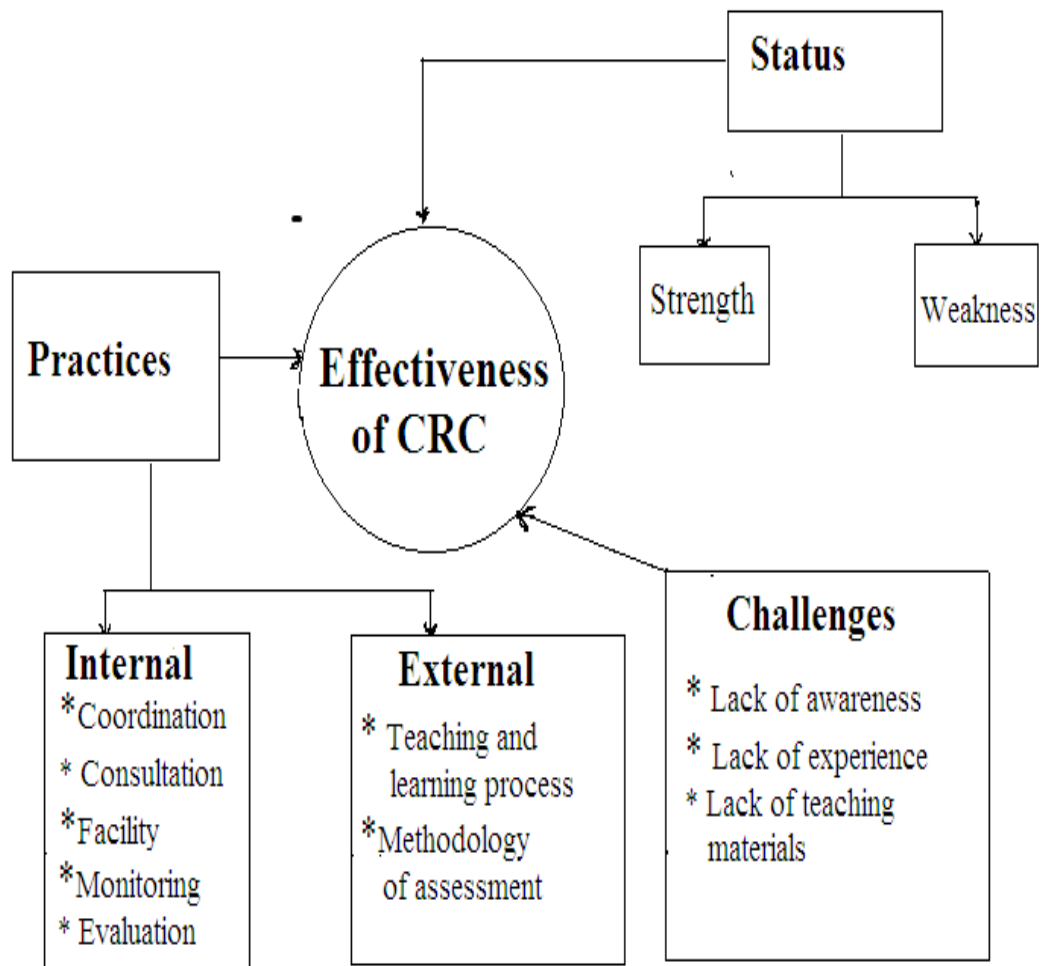 Status
Strength
Weakness
Practices
Effectiveness
of CRC
Internal
*Coordination
* Consultation
*Facility
*Monitoring
* Evaluation
External
* Teaching and
learning process
*Methodology
of assessment
Challenges
* Lack of awareness
* Lack of experience
* Lack of teaching
materials